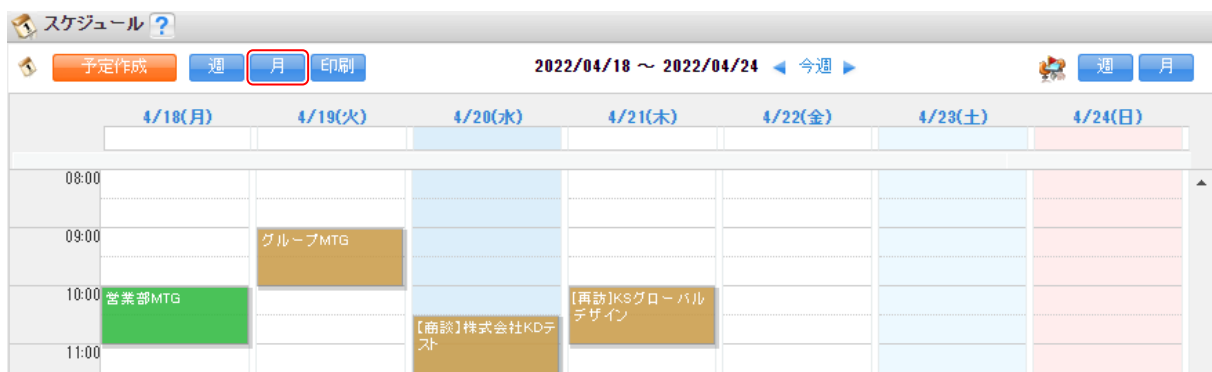 スケジュール ?
予定作成 週 月 印刷 2022/04/18 ～ 2022/04/24 今週 週 月
4/18(月) 4/19(火) 4/20(水) 4/21(木) 4/22(金) 4/23(土) 4/24(日)
08:00
09:00
グループMTG
10:00
営業部MTG
【再訪】KSグローバル
デザイン
【商談】株式会社KDテ
スト
11:00